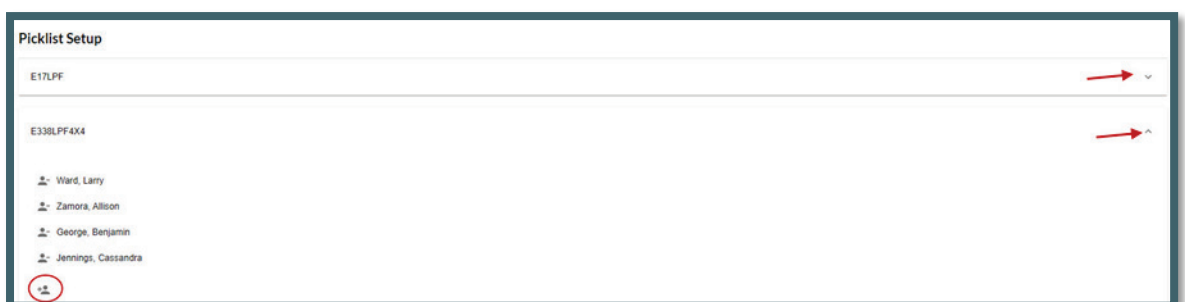 Picklist Setup
E17LPF
E338LPF4X4
Ward, Larry
Zamora, Allison
George, Benjamin
Jennings, Cassandra